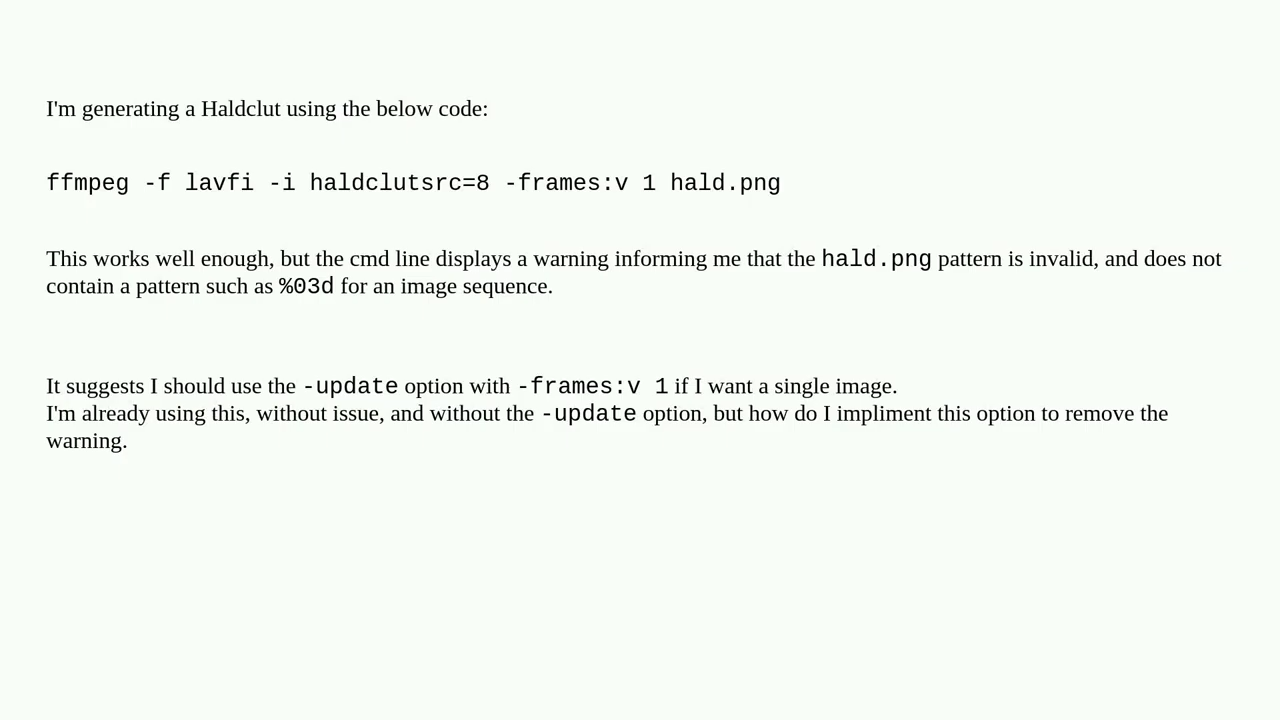 I'm generating a Haldclut using the below code:
ffmpeg -f lavfi -i haldclutsrc=8 -frames:v 1 hald.png
This works well enough, but the cmd line displays a warning informing me that the hald.png pattern is invalid, and does not
contain a pattern such as %03d for an image sequence.
It suggests I should use the -update option with -frames:v 1 if I want a single image.
I'm already using this, without issue, and without the -update option, but how do I impliment this option to remove the
warning.